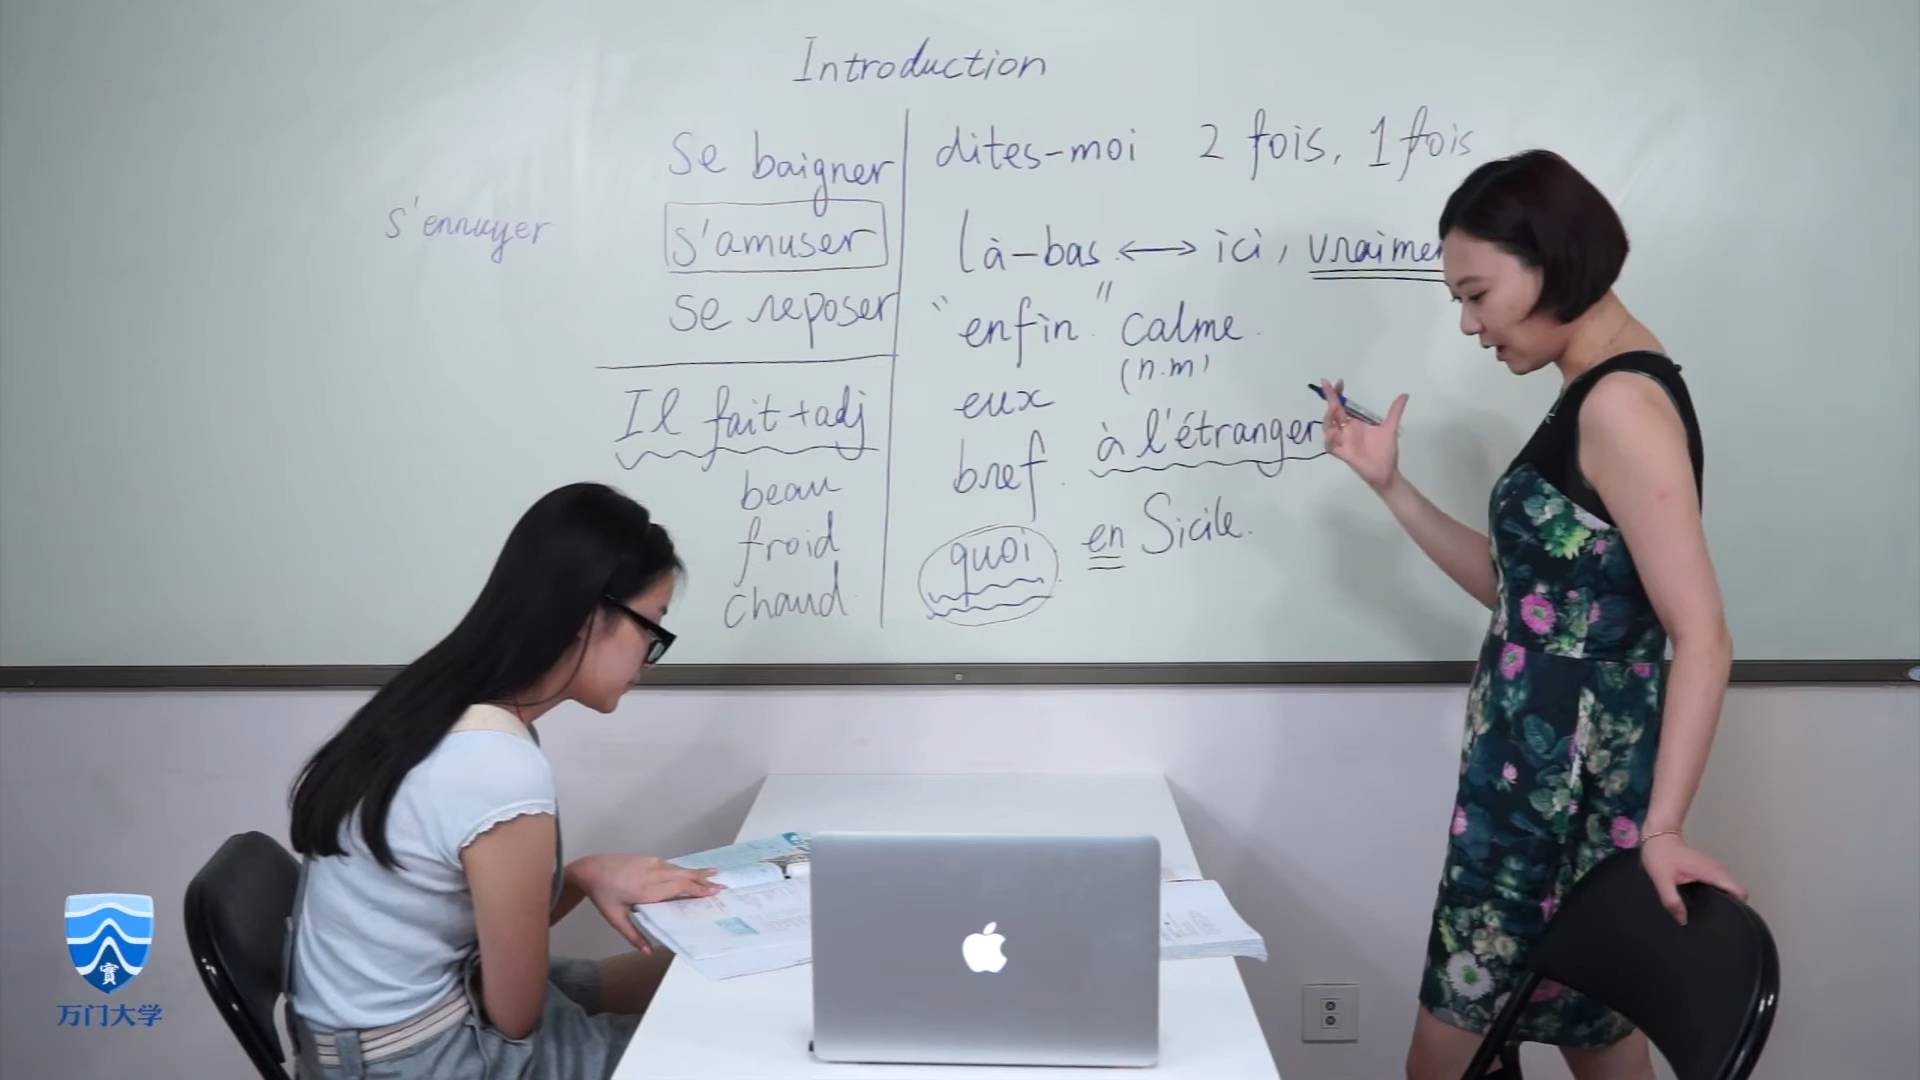 Introduction
s'ennuyer
se baigner
s'amuser
se reposer
Il fait + adj
beau
froid
chaud
dites-moi 2 fois, 1 fois
là-bas ⟷ ici,
"enfin" calme
(n.m)
eux
à l'étranger
bref.
quoi en Sicile.
實
万门大学